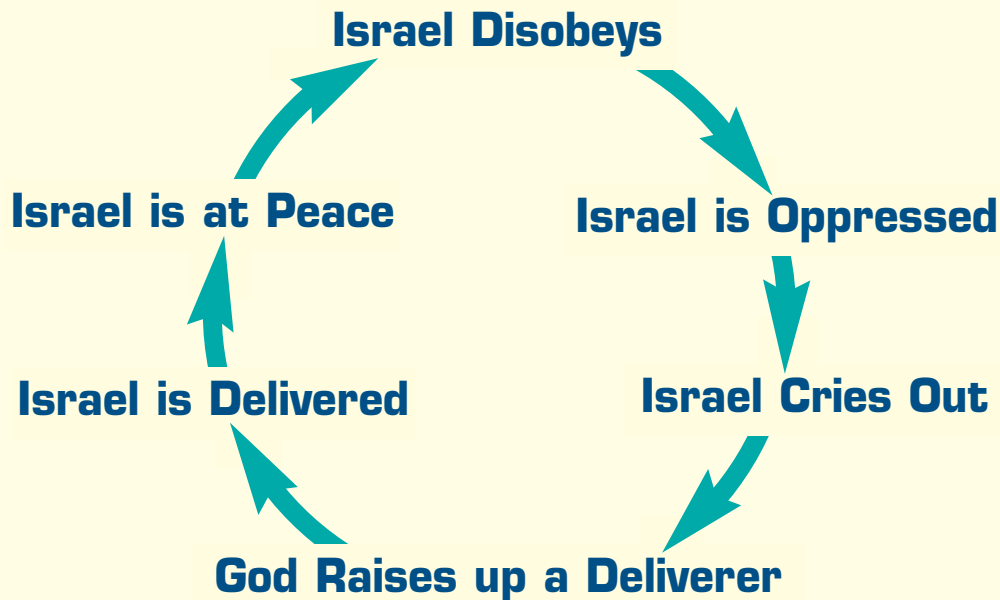 Israel Disobeys
Israel is Oppressed
Israel Cries Out
God Raises up a Deliverer
Israel is Delivered
Israel is at Peace